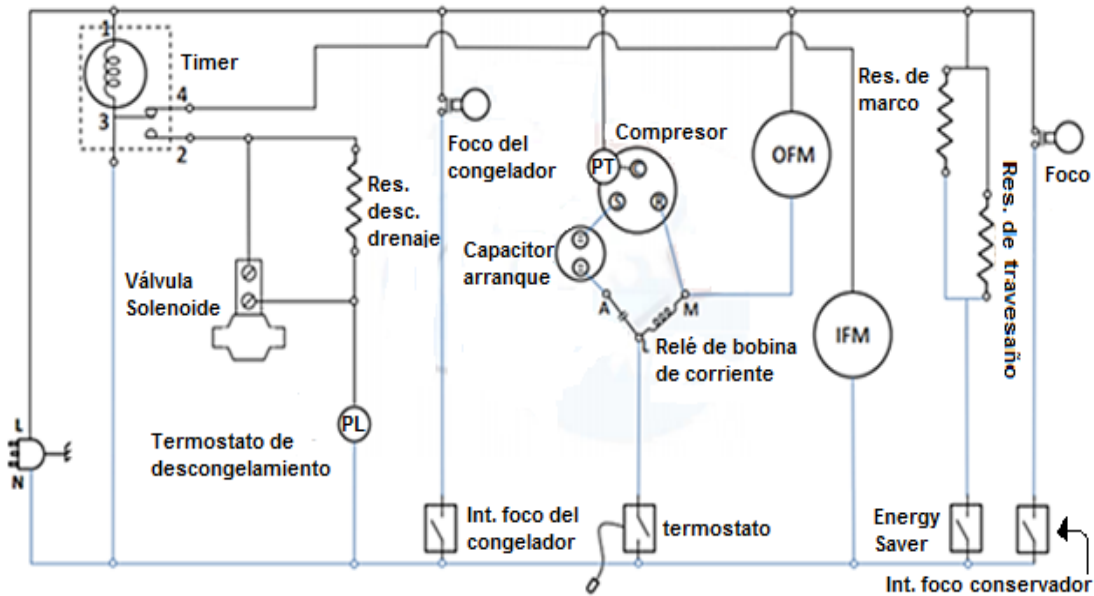 1
Timer
4
3
2
Foco del
congelador
Compresor
PT
C
S
R
OFM
Res. de
marco
Foco
Res.
desc.
drenaje
Capacitor
arranque
Válvula
Solenoide
A
M
L
Relé de bobina
de corriente
IFM
Res. de travesaño
L
N
PL
Termostato de
descongelamiento
Int. foco del
congelador
termostato
Energy
Saver
Int. foco conservador